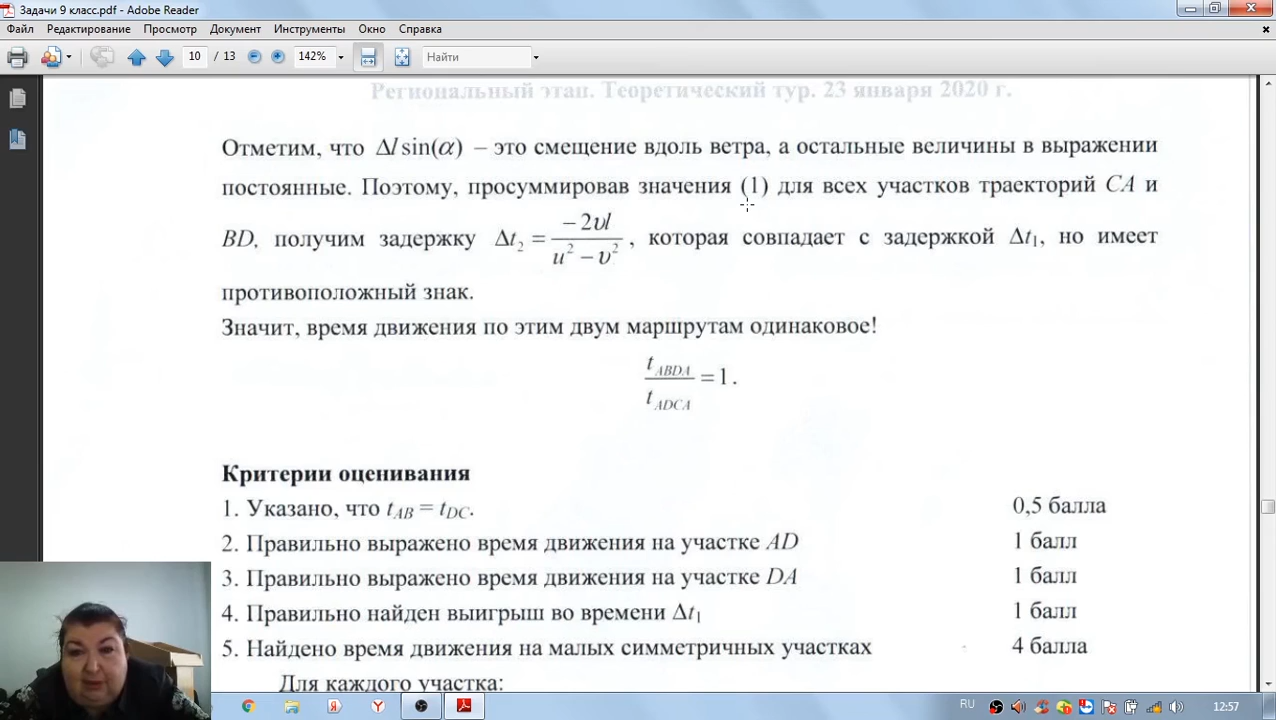 Задачи 9 класс.pdf - Adobe Reader
Файл Редактирование Просмотр Документ Инструменты Окно Справка
10 / 13 142% Найти
Региональный этап. Теоретический тур. 23 января 2020 г.
Отметим, что Δl sin(α) – это смещение вдоль ветра, а остальные величины в выражении
постоянные. Поэтому, просуммировав значения (1) для всех участков траекторий CA и
BD, получим задержку Δt₂ = −2υl / (u² − υ²), которая совпадает с задержкой Δt₁, но имеет
противоположный знак.
Значит, время движения по этим двум маршрутам одинаковое!
t_ABDA / t_ADCA = 1.
Критерии оценивания
1. Указано, что t_AB = t_DC. 0,5 балла
2. Правильно выражено время движения на участке AD 1 балл
3. Правильно выражено время движения на участке DA 1 балл
4. Правильно найден выигрыш во времени Δt₁ 1 балл
5. Найдено время движения на малых симметричных участках 4 балла
Для каждого участка:
RU 12:57